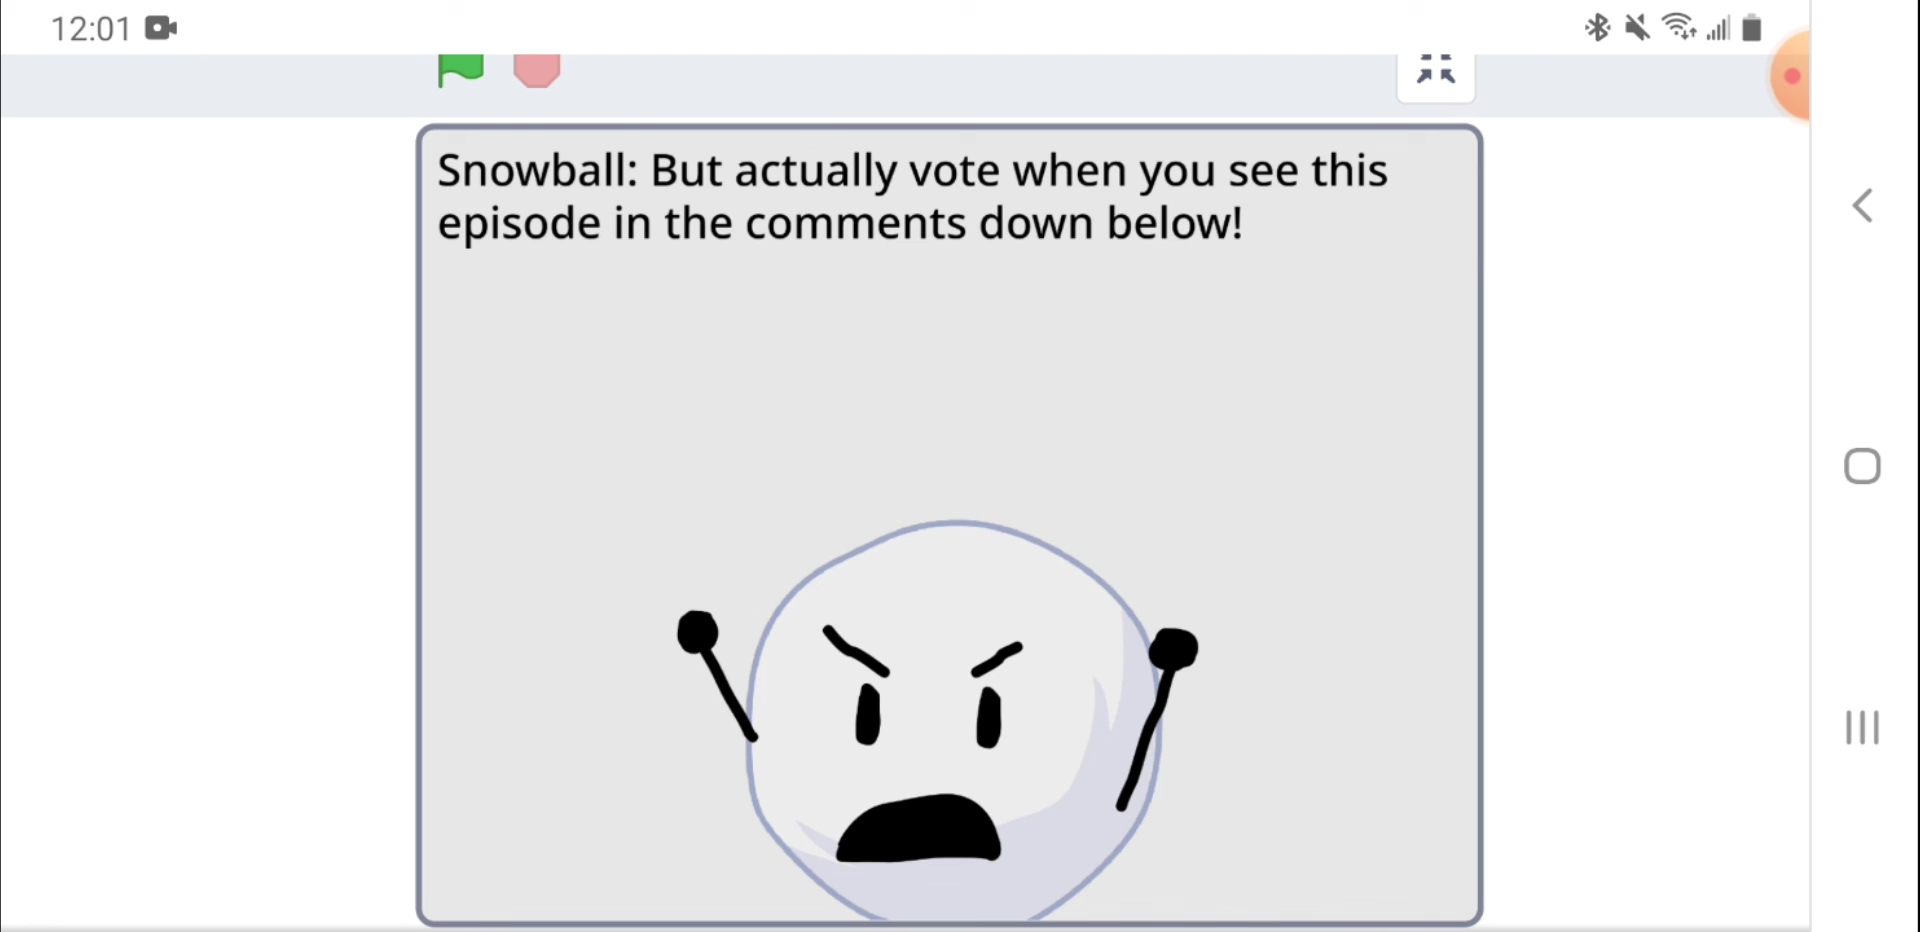 12:01
Snowball: But actually vote when you see this
episode in the comments down below!